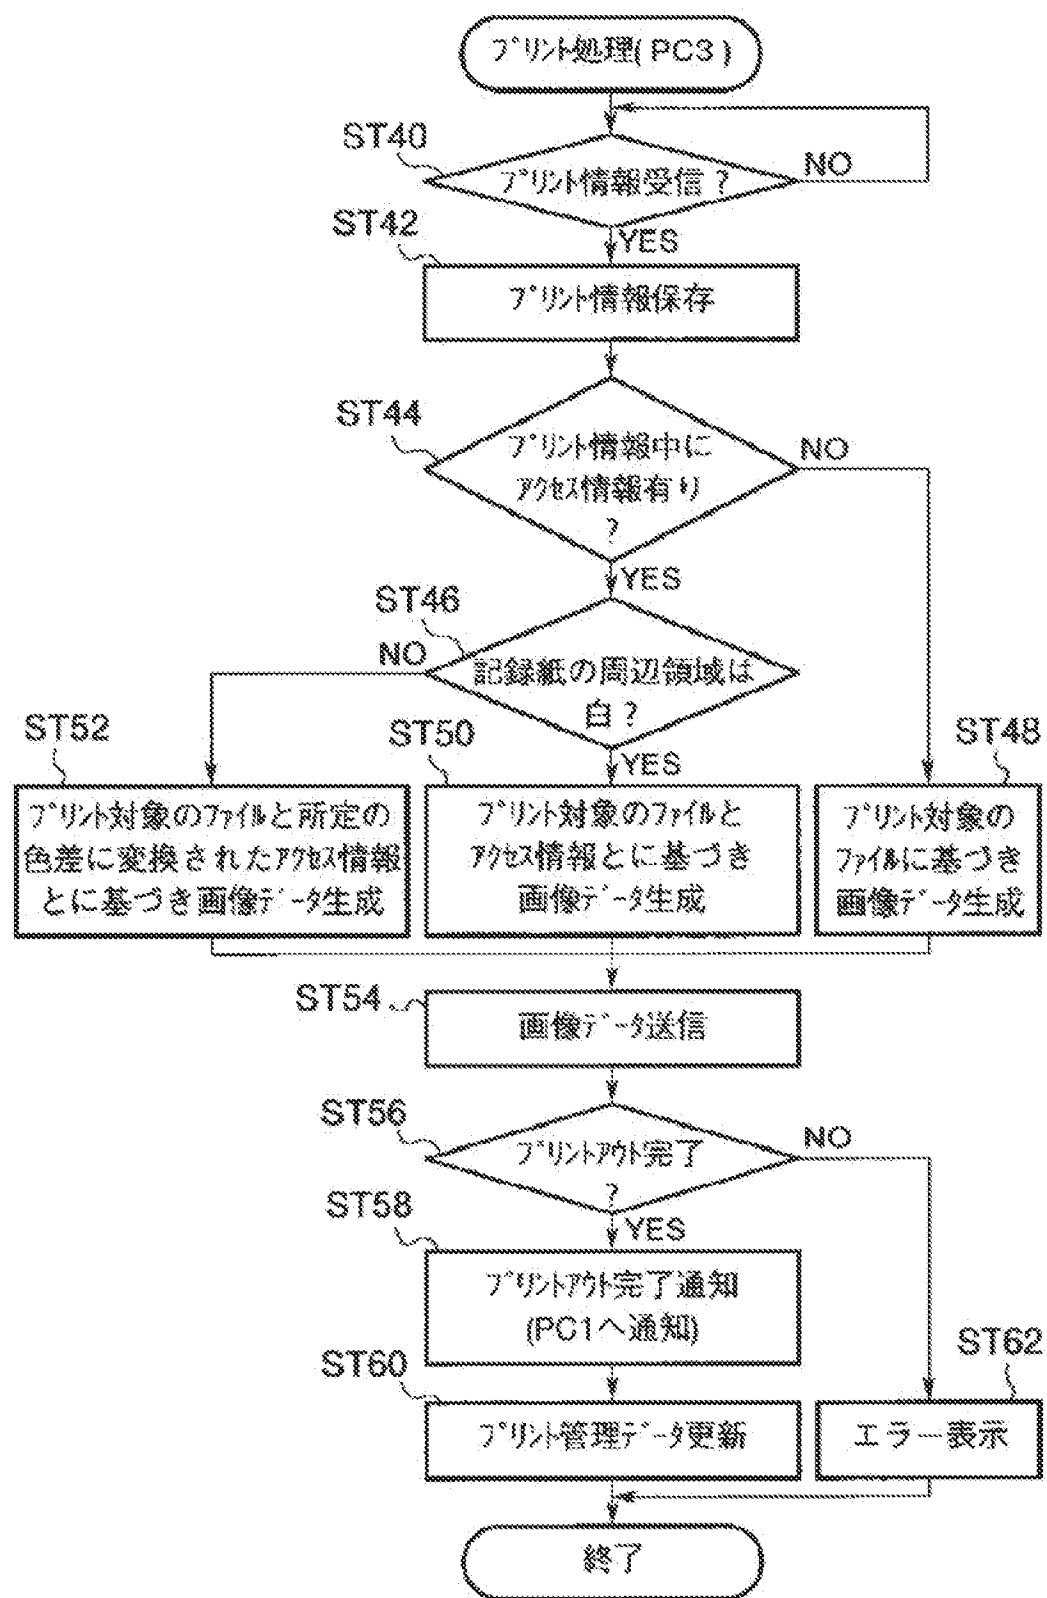 プリント処理(PC3)
ST40
プリント情報受信？
NO
YES
ST42
プリント情報保存
ST44
プリント情報中に
アクセス情報有り
？
NO
YES
ST46
記録紙の周辺領域は
白？
NO
YES
ST52
プリント対象のファイルと所定の
色差に変換されたアクセス情報
とに基づき画像データ生成
ST50
プリント対象のファイルと
アクセス情報とに基づき
画像データ生成
ST48
プリント対象の
ファイルに基づき
画像データ生成
ST54
画像データ送信
ST56
プリントアウト完了
？
NO
YES
ST58
プリントアウト完了通知
(PC1へ通知)
ST60
プリント管理データ更新
ST62
エラー表示
終了